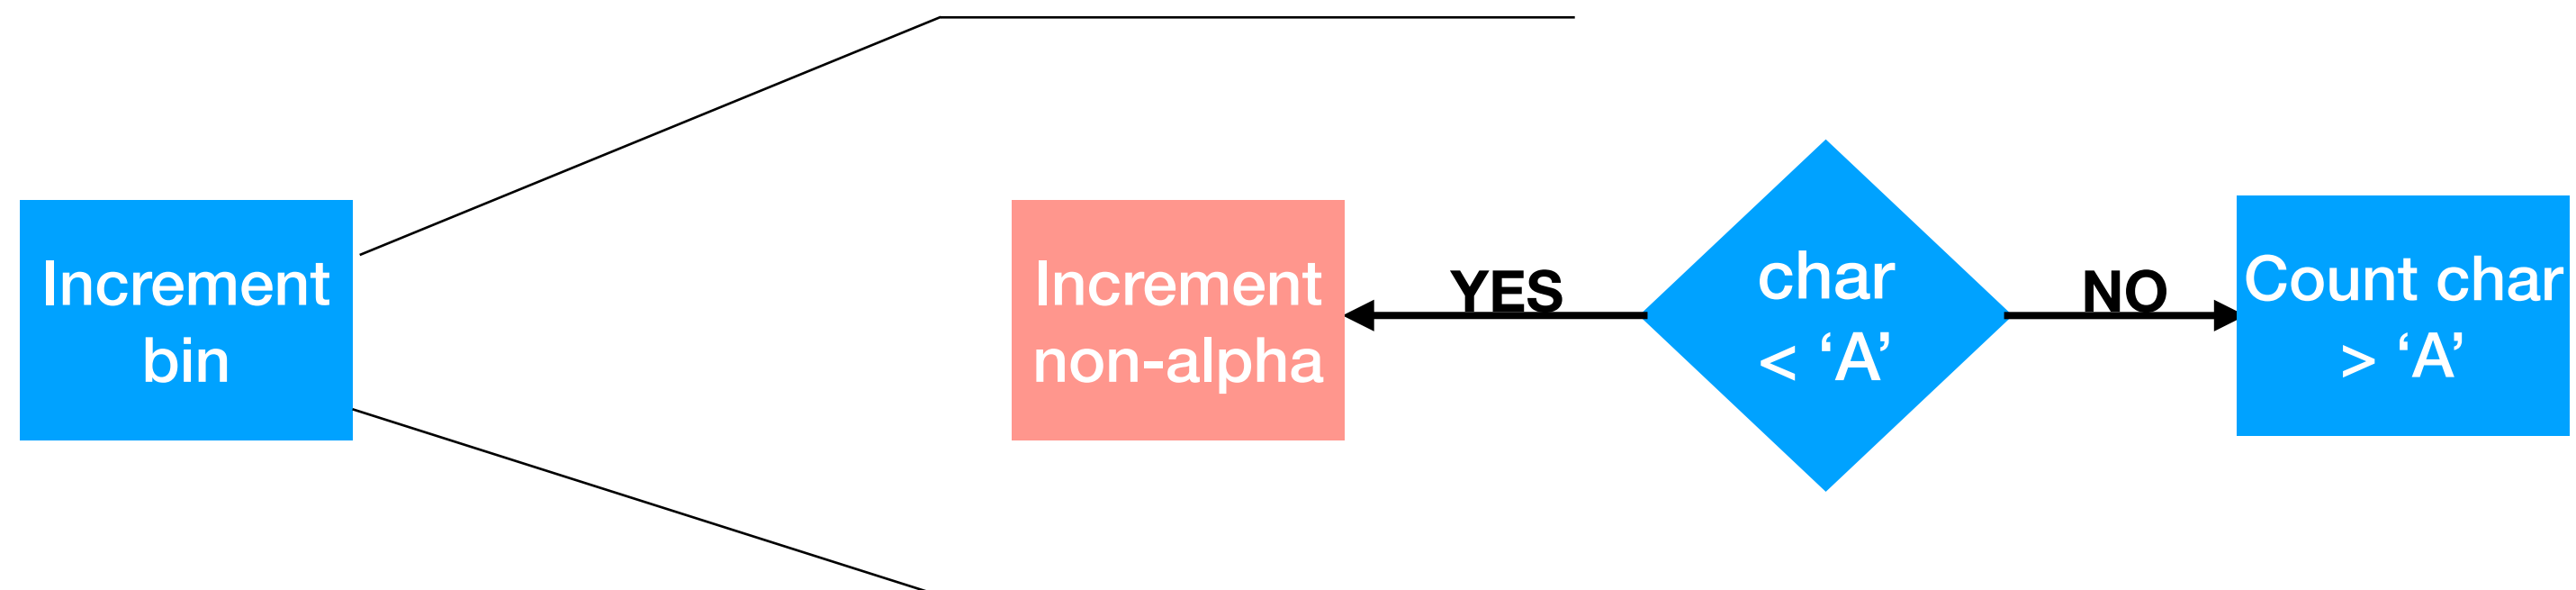 Increment
bin
Increment
non-alpha
YES
char
< ‘A’
NO
Count char
> ‘A’